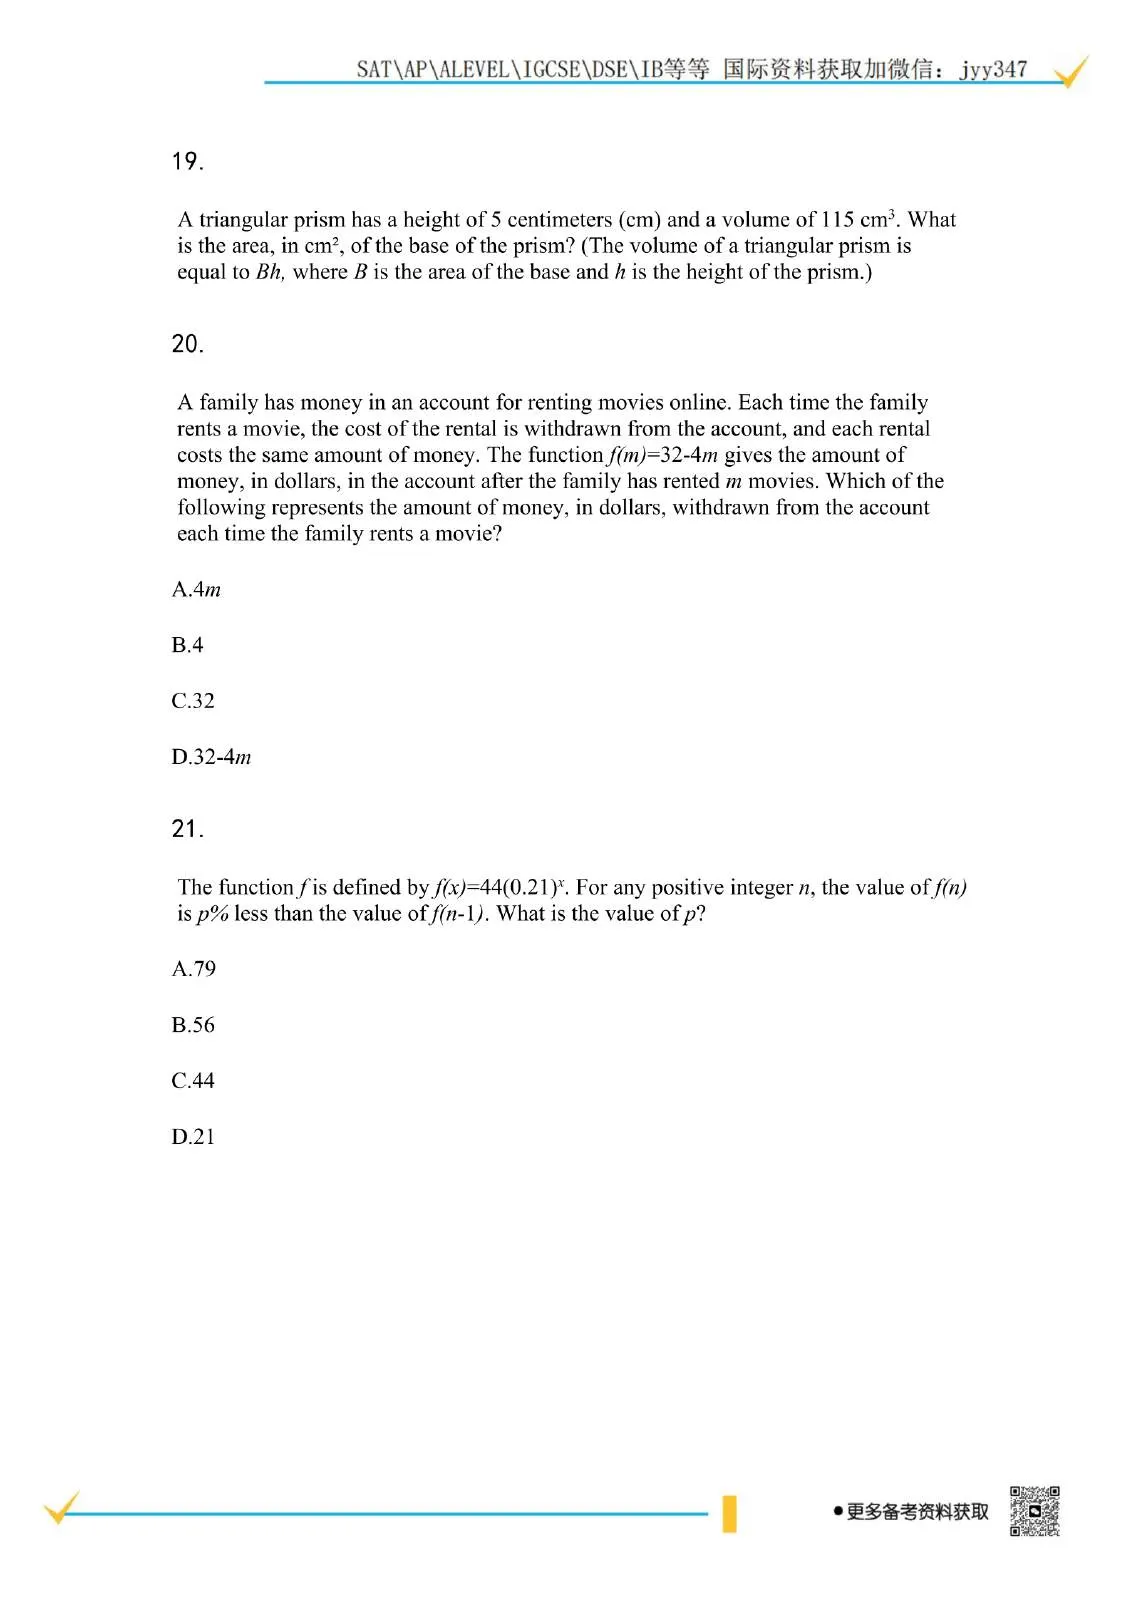 SAT\AP\ALEVEL\IGCSE\DSE\IB等等 国际资料获取加微信：jyy347
19.
A triangular prism has a height of 5 centimeters (cm) and a volume of 115 cm³. What
is the area, in cm², of the base of the prism? (The volume of a triangular prism is
equal to Bh, where B is the area of the base and h is the height of the prism.)
20.
A family has money in an account for renting movies online. Each time the family
rents a movie, the cost of the rental is withdrawn from the account, and each rental
costs the same amount of money. The function f(m)=32-4m gives the amount of
money, in dollars, in the account after the family has rented m movies. Which of the
following represents the amount of money, in dollars, withdrawn from the account
each time the family rents a movie?
A.4m
B.4
C.32
D.32-4m
21.
The function f is defined by f(x)=44(0.21)ˣ. For any positive integer n, the value of f(n)
is p% less than the value of f(n-1). What is the value of p?
A.79
B.56
C.44
D.21
●更多备考资料获取